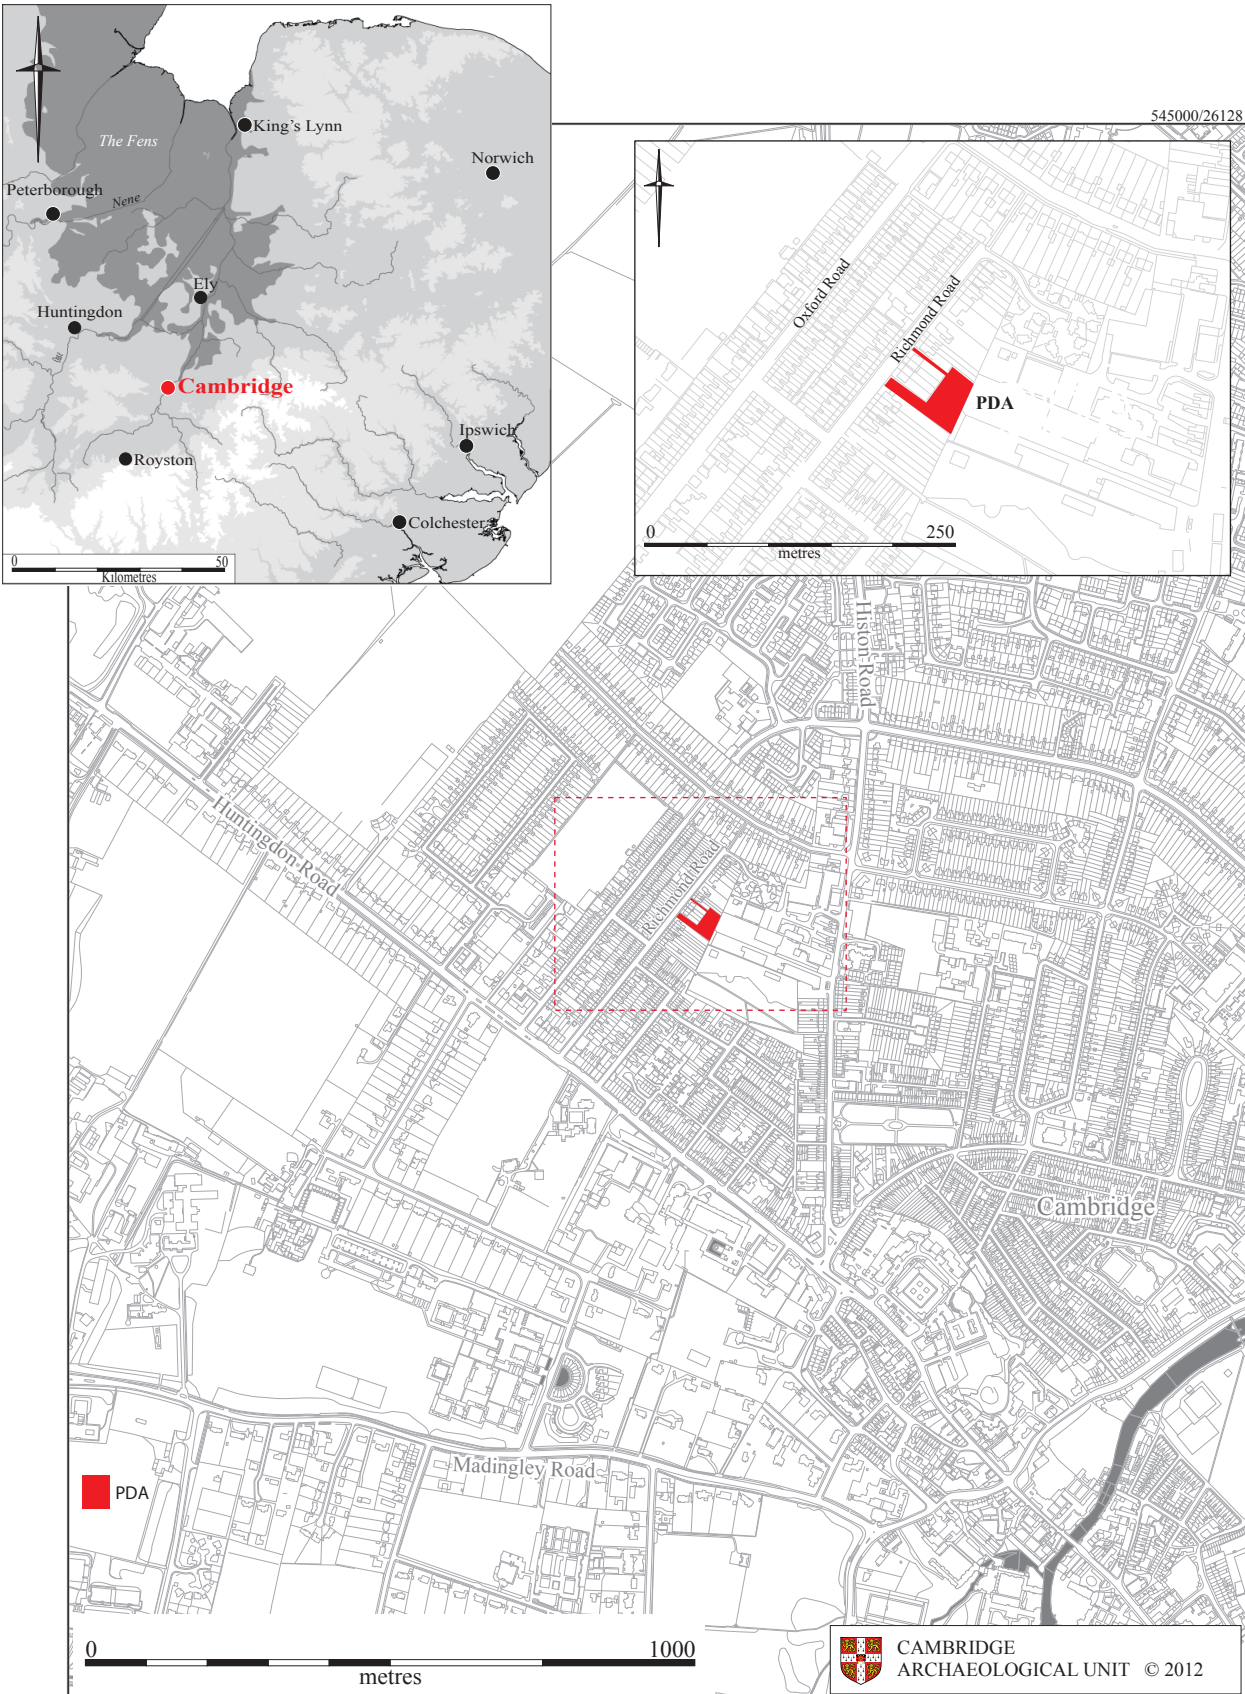 545000/26128
The Fens
King's Lynn
Norwich
Peterborough
Nene
Ely
Huntingdon
Cambridge
Ipswich
Royston
Colchester
0 50
Kilometres
Oxford Road
Richmond Road
PDA
0 250
metres
Histon Road
Huntingdon Road
Richmond Road
Cambridge
Madingley Road
PDA
0 1000
metres
CAMBRIDGE
ARCHAEOLOGICAL UNIT © 2012